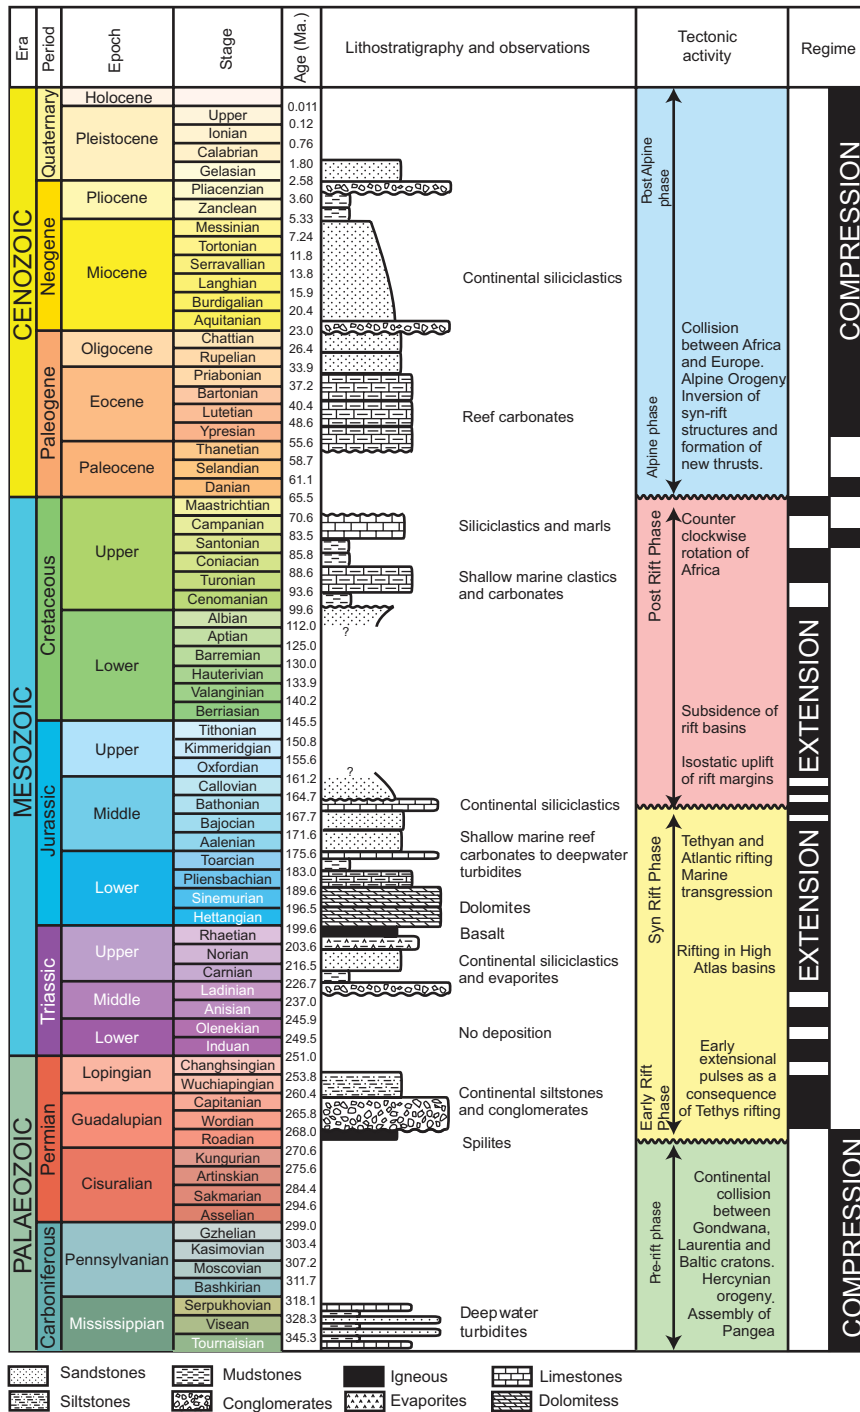 Era
Period
Epoch
Stage
Age (Ma.)
Lithostratigraphy and observations
Tectonic
activity
Regime
CENOZOIC
MESOZOIC
PALAEOZOIC
Quaternary
Neogene
Paleogene
Cretaceous
Jurassic
Triassic
Permian
Carboniferous
Holocene
Pleistocene
Pliocene
Miocene
Oligocene
Eocene
Paleocene
Upper
Lower
Upper
Middle
Lower
Upper
Middle
Lower
Lopingian
Guadalupian
Cisuralian
Pennsylvanian
Mississippian
Upper
Ionian
Calabrian
Gelasian
Pliacenzian
Zanclean
Messinian
Tortonian
Serravallian
Langhian
Burdigalian
Aquitanian
Chattian
Rupelian
Priabonian
Bartonian
Lutetian
Ypresian
Thanetian
Selandian
Danian
Maastrichtian
Campanian
Santonian
Coniacian
Turonian
Cenomanian
Albian
Aptian
Barremian
Hauterivian
Valanginian
Berriasian
Tithonian
Kimmeridgian
Oxfordian
Callovian
Bathonian
Bajocian
Aalenian
Toarcian
Pliensbachian
Sinemurian
Hettangian
Rhaetian
Norian
Carnian
Ladinian
Anisian
Olenekian
Induan
Changhsingian
Wuchiapingian
Capitanian
Wordian
Roadian
Kungurian
Artinskian
Sakmarian
Asselian
Gzhelian
Kasimovian
Moscovian
Bashkirian
Serpukhovian
Visean
Tournaisian
0.011
0.12
0.76
1.80
2.58
3.60
5.33
7.24
11.8
13.8
15.9
20.4
23.0
26.4
33.9
37.2
40.4
48.6
55.6
58.7
61.1
65.5
70.6
83.5
85.8
88.6
93.6
99.6
112.0
125.0
130.0
133.9
140.2
145.5
150.8
155.6
161.2
164.7
167.7
171.6
175.6
183.0
189.6
196.5
199.6
203.6
216.5
226.7
237.0
245.9
249.5
251.0
253.8
260.4
265.8
268.0
270.6
275.6
284.4
294.6
299.0
303.4
307.2
311.7
318.1
328.3
345.3
Continental siliciclastics
Reef carbonates
Siliciclastics and marls
Shallow marine clastics
and carbonates
?
?
Continental siliciclastics
Shallow marine reef
carbonates to deepwater
turbidites
Dolomites
Basalt
Continental siliciclastics
and evaporites
No deposition
Continental siltstones
and conglomerates
Spilites
Deepwater
turbidites
Post Alpine
phase
Alpine phase
Collision
between Africa
and Europe.
Alpine Orogeny
Inversion of
syn-rift
structures and
formation of
new thrusts.
Post Rift Phase
Counter
clockwise
rotation of
Africa
Subsidence of
rift basins
Isostatic uplift
of rift margins
Syn Rift Phase
Tethyan and
Atlantic rifting
Marine
transgression
Rifting in High
Atlas basins
Early Rift
Phase
Early
extensional
pulses as a
consequence
of Tethys rifting
Pre-rift phase
Continental
collision
between
Gondwana,
Laurentia and
Baltic cratons.
Hercynian
orogeny.
Assembly of
Pangea
COMPRESSION
EXTENSION
EXTENSION
COMPRESSION
Sandstones
Mudstones
Igneous
Limestones
Siltstones
Conglomerates
Evaporites
Dolomitess